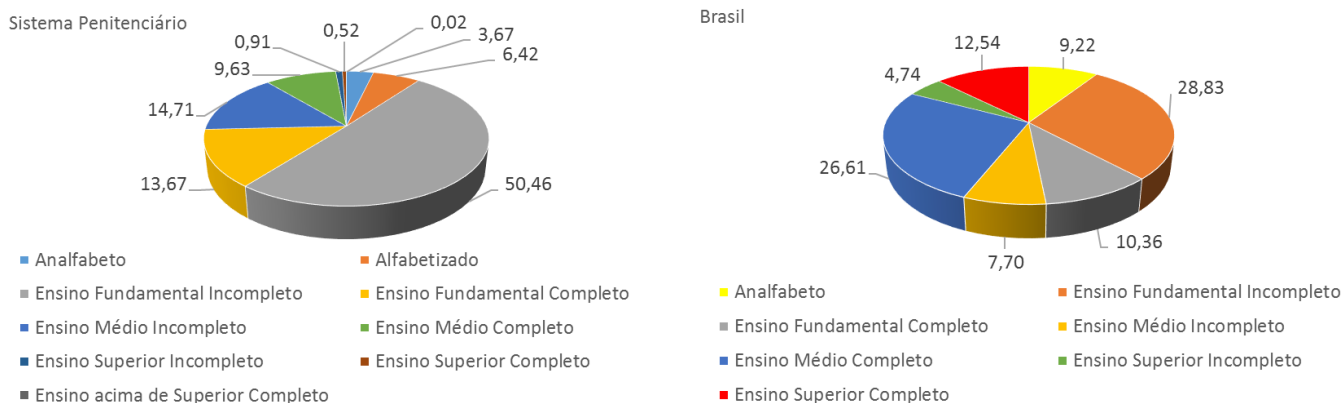 Sistema Penitenciário
0,91
0,52
0,02
3,67
6,42
9,63
14,71
13,67
50,46
Analfabeto
Alfabetizado
Ensino Fundamental Incompleto
Ensino Fundamental Completo
Ensino Médio Incompleto
Ensino Médio Completo
Ensino Superior Incompleto
Ensino Superior Completo
Ensino acima de Superior Completo
Brasil
12,54
9,22
4,74
28,83
26,61
10,36
7,70
Analfabeto
Ensino Fundamental Incompleto
Ensino Fundamental Completo
Ensino Médio Incompleto
Ensino Médio Completo
Ensino Superior Incompleto
Ensino Superior Completo